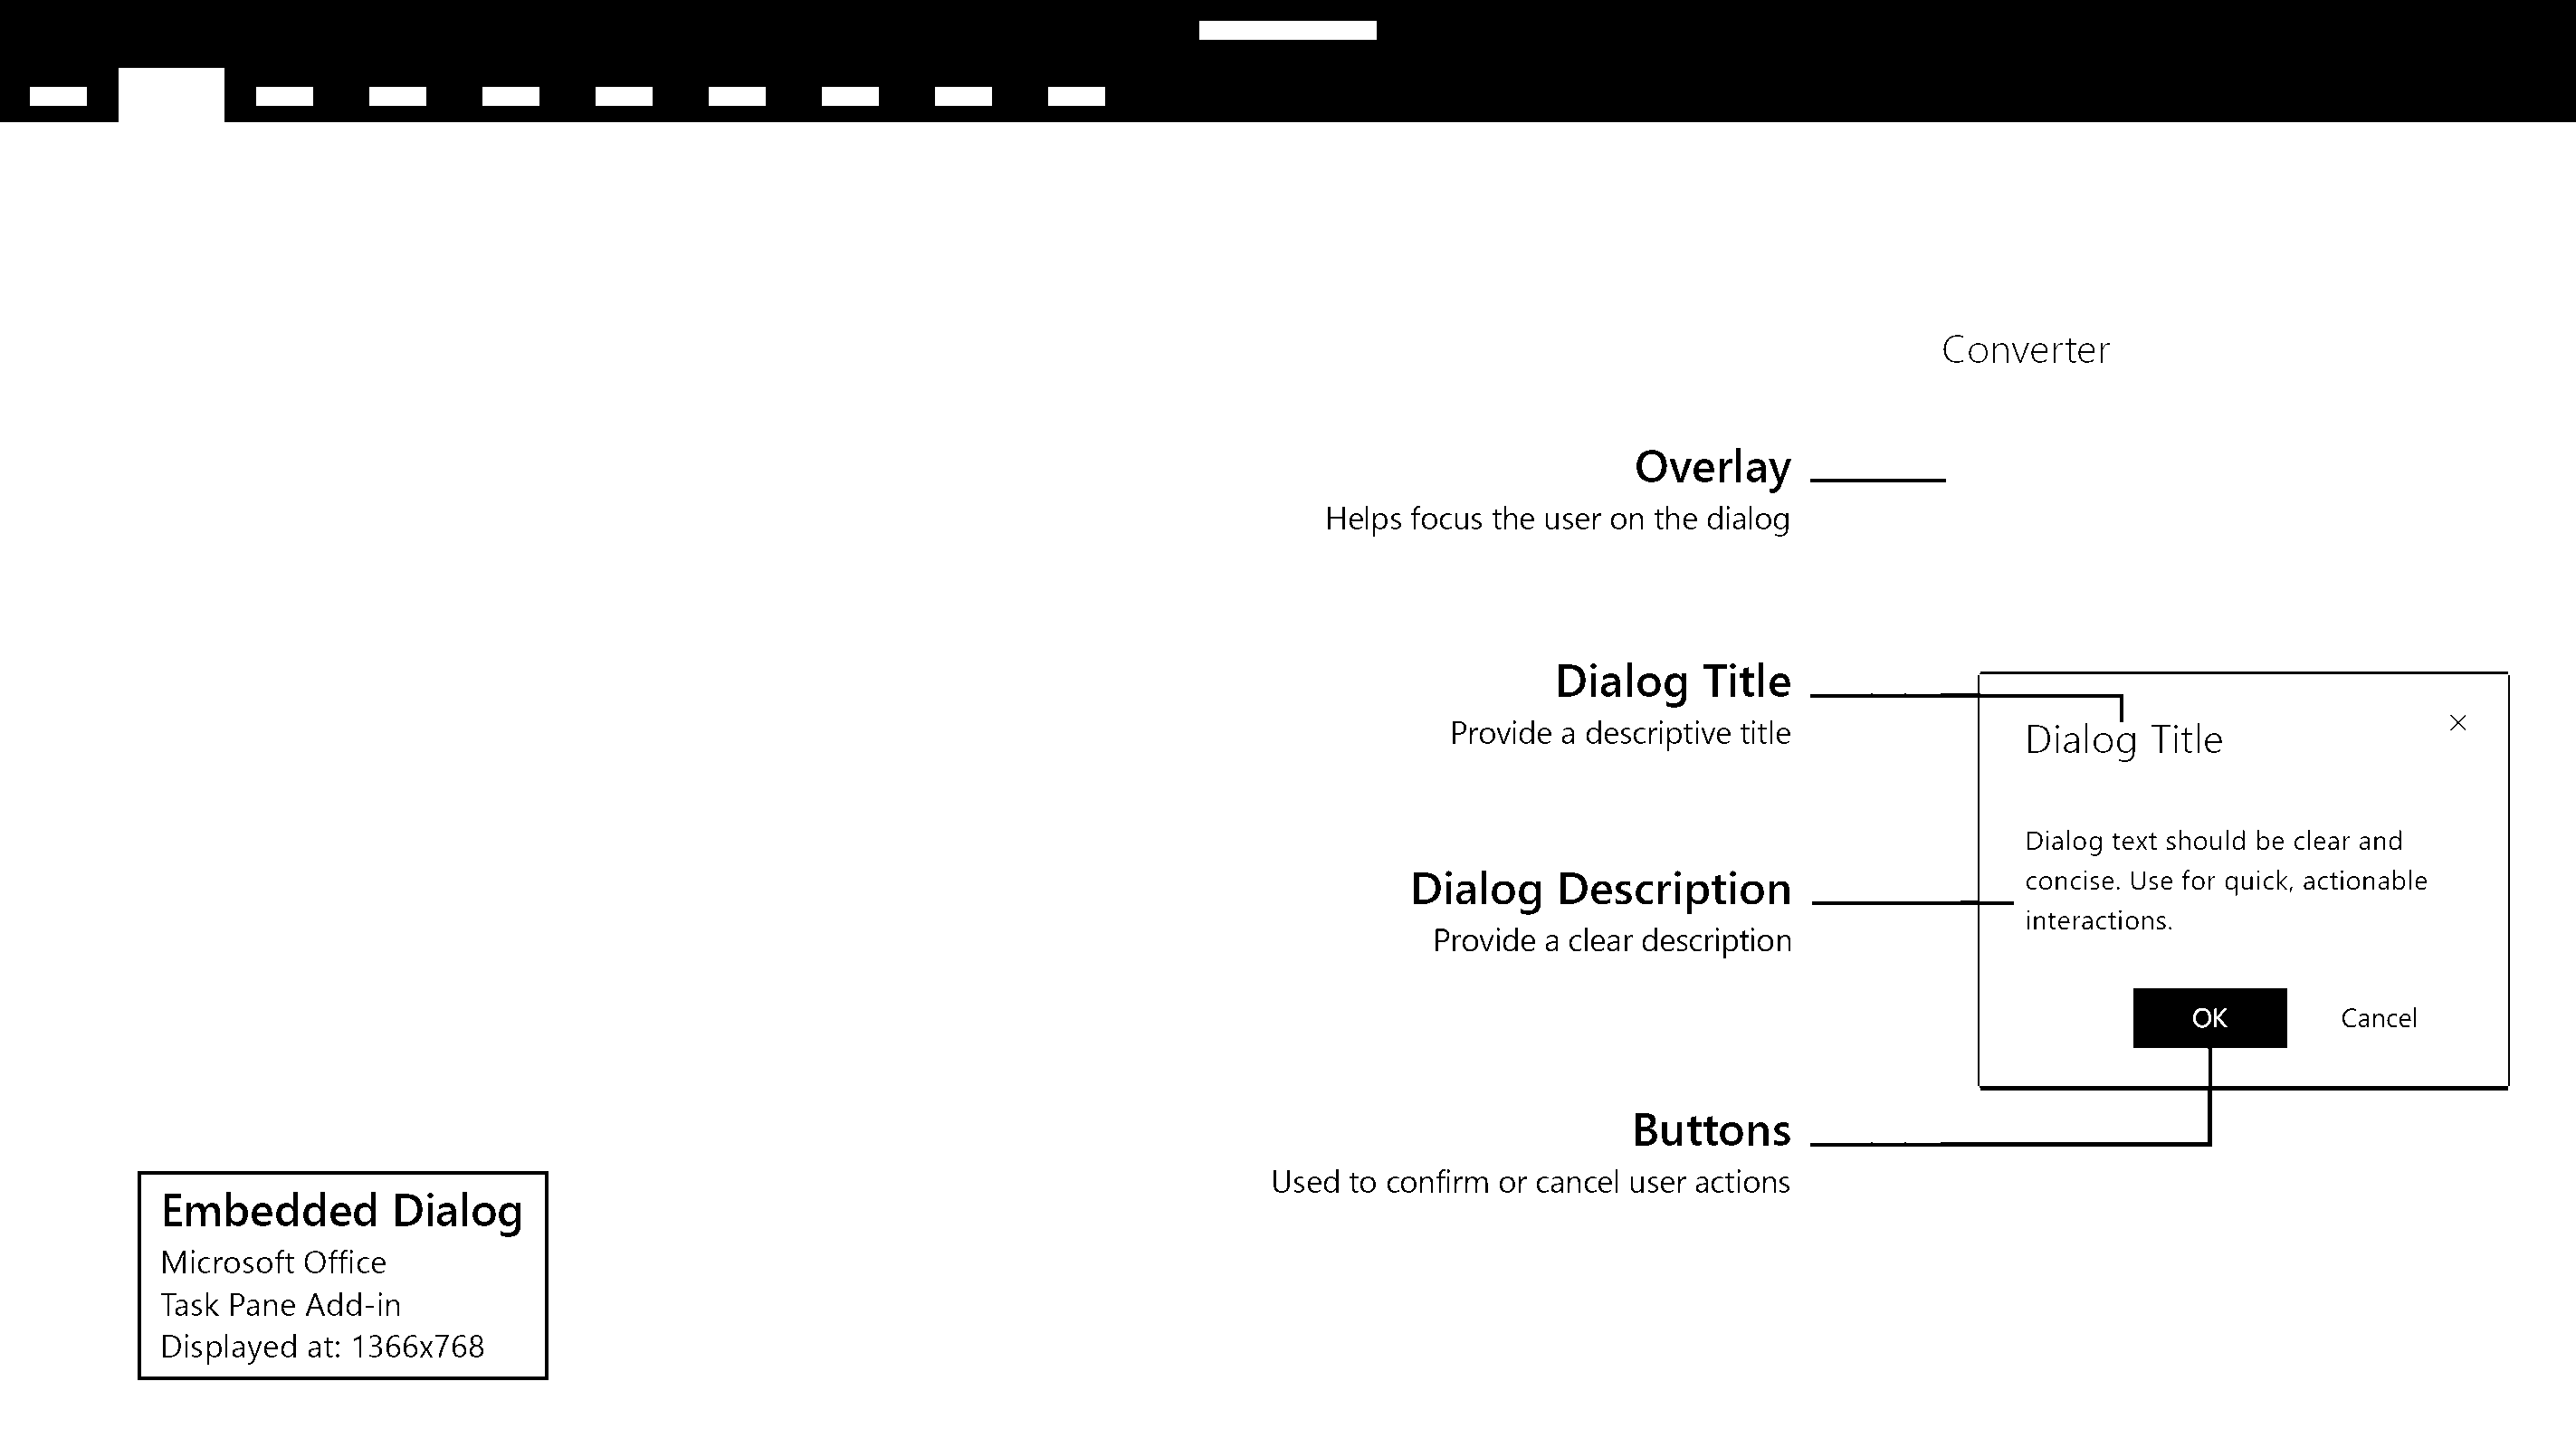 Converter
Overlay
Helps focus the user on the dialog
Dialog Title
Provide a descriptive title
Dialog Title
Dialog text should be clear and
concise. Use for quick, actionable
interactions.
Dialog Description
Provide a clear description
OK
Cancel
Buttons
Used to confirm or cancel user actions
Embedded Dialog
Microsoft Office
Task Pane Add-in
Displayed at: 1366x768